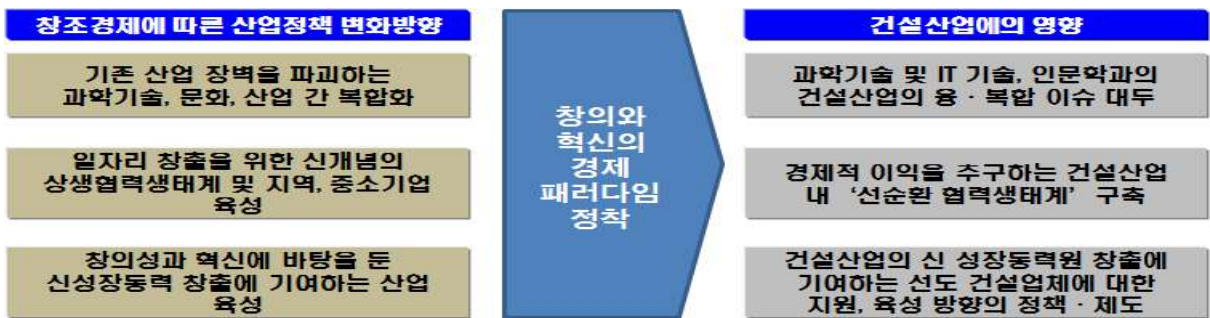 창조경제에 따른 산업정책 변화방향
기존 산업 장벽을 파괴하는
과학기술, 문화, 산업 간 복합화
일자리 창출을 위한 신개념의
상생협력생태계 및 지역, 중소기업
육성
창의성과 혁신에 바탕을 둔
신성장동력 창출에 기여하는 산업
육성
창의와
혁신의
경제
패러다임
정착
건설산업에의 영향
과학기술 및 IT 기술, 인문학과의
건설산업의 융·복합 이슈 대두
경제적 이익을 추구하는 건설산업
내 ‘선순환 협력생태계’ 구축
건설산업의 신 성장동력원 창출에
기여하는 선도 건설업체에 대한
지원, 육성 방향의 정책·제도